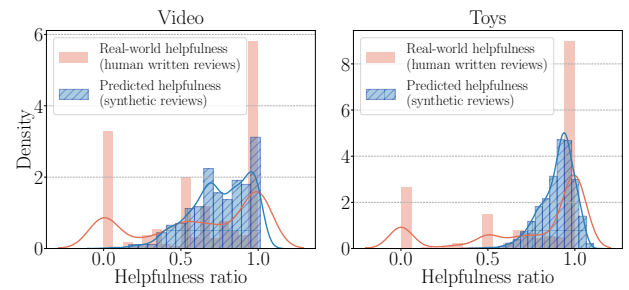 Video
Density
6
4
2
0
Real-world helpfulness
(human written reviews)
Predicted helpfulness
(synthetic reviews)
0.0 0.5 1.0
Helpfulness ratio
Toys
8
6
4
2
0
Real-world helpfulness
(human written reviews)
Predicted helpfulness
(synthetic reviews)
0.0 0.5 1.0
Helpfulness ratio